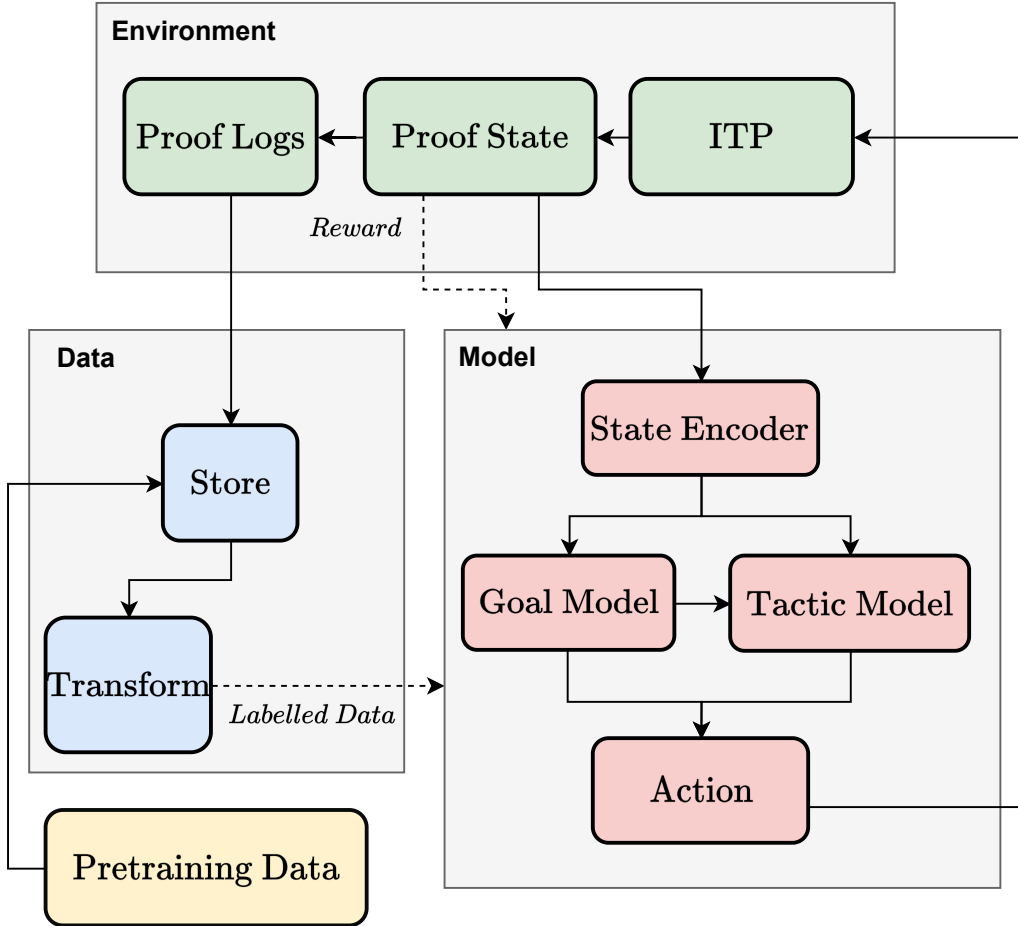 Environment
Proof Logs
Proof State
ITP
Reward
Data
Model
State Encoder
Store
Goal Model
Tactic Model
Transform
Labelled Data
Action
Pretraining Data